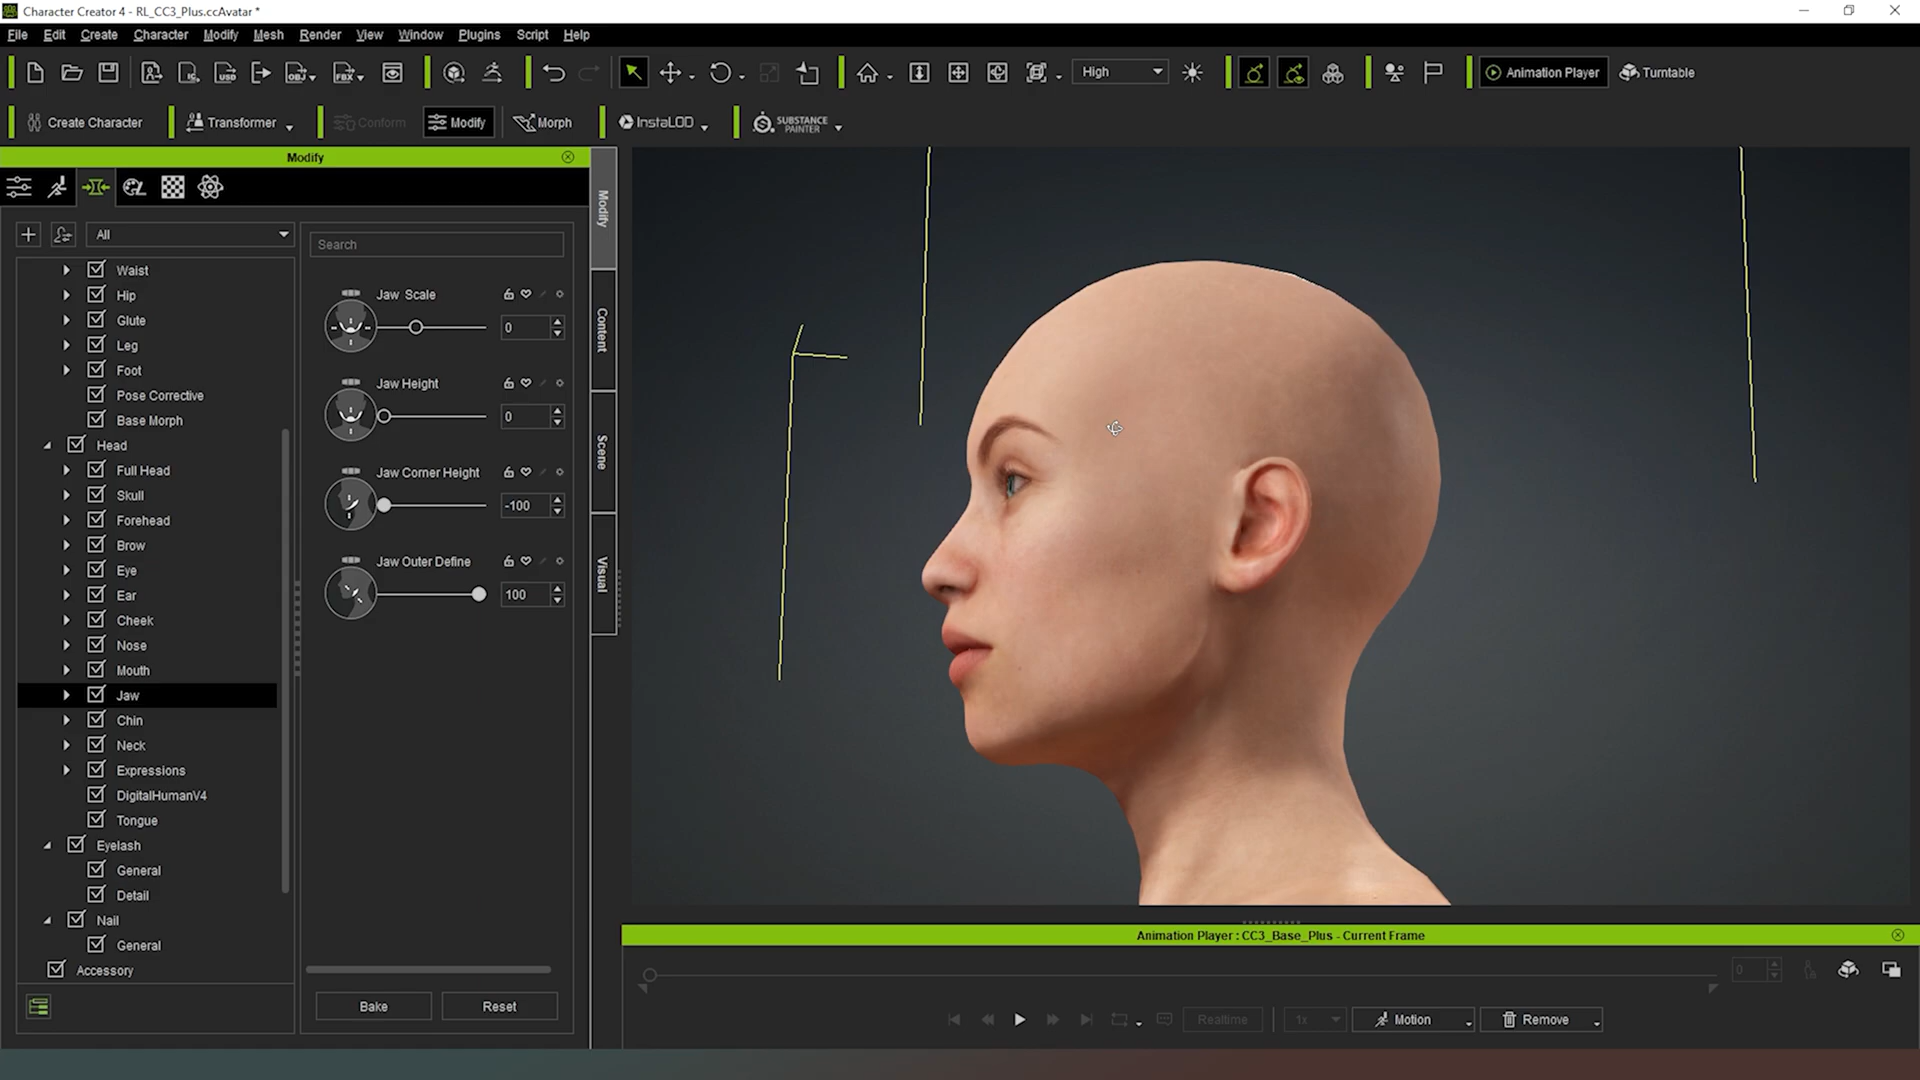 Character Creator 4 - RL_CC3_Plus.ccAvatar *
File Edit Create Character Modify Mesh Render View Window Plugins Script Help
High
Animation Player
Turntable
Create Character
Transformer
Conform
Modify
Morph
InstaLOD
SUBSTANCE PAINTER
Modify
All
Waist
Hip
Glute
Leg
Foot
Pose Corrective
Base Morph
Head
Full Head
Skull
Forehead
Brow
Eye
Ear
Cheek
Nose
Mouth
Jaw
Chin
Neck
Expressions
DigitalHumanV4
Tongue
Eyelash
General
Detail
Nail
General
Accessory
Search
Jaw Scale
0
Jaw Height
0
Jaw Corner Height
-100
Jaw Outer Define
100
Bake
Reset
Modify
Content
Scene
Visual
Animation Player : CC3_Base_Plus - Current Frame
0
Realtime
1x
Motion
Remove